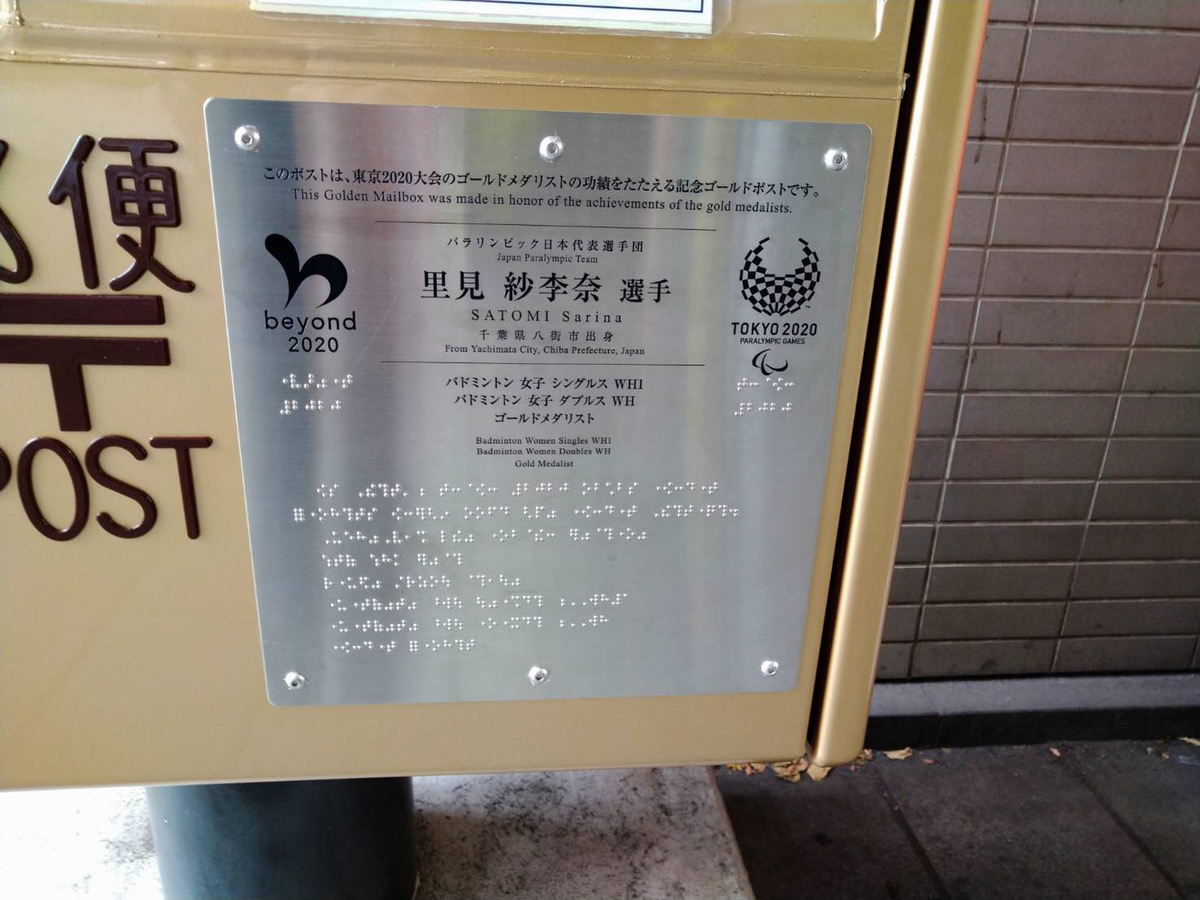 便
POST
このポストは、東京2020大会のゴールドメダリストの功績をたたえる記念ゴールドポストです。
This Golden Mailbox was made in honor of the achievements of the gold medalists.
パラリンピック日本代表選手団
Japan Paralympic Team
里見 紗李奈 選手
SATOMI Sarina
千葉県八街市出身
From Yachimata City, Chiba Prefecture, Japan
beyond
2020
TOKYO 2020
PARALYMPIC GAMES
バドミントン 女子 シングルス WH1
バドミントン 女子 ダブルス WH
ゴールドメダリスト
Badminton Women Singles WH1
Badminton Women Doubles WH
Gold Medalist